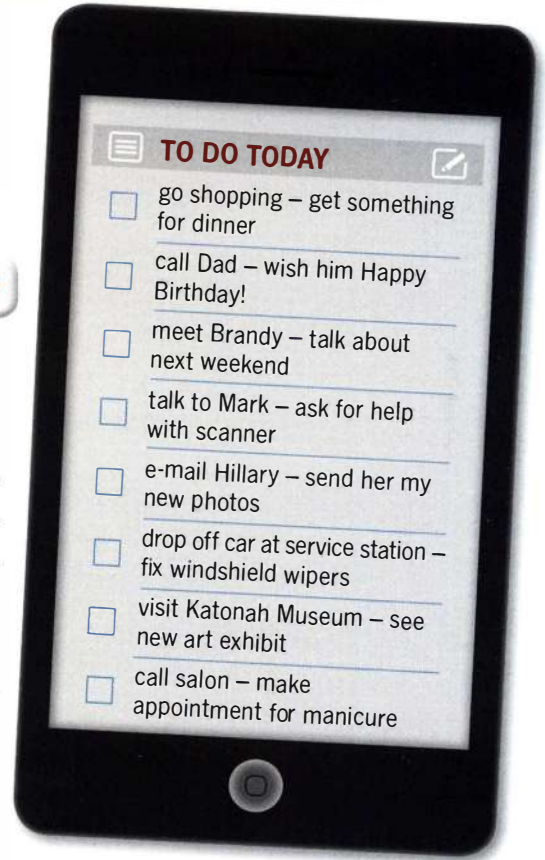 TO DO TODAY
go shopping – get something
for dinner
call Dad – wish him Happy
Birthday!
meet Brandy – talk about
next weekend
talk to Mark – ask for help
with scanner
e-mail Hillary – send her my
new photos
drop off car at service station –
fix windshield wipers
visit Katonah Museum – see
new art exhibit
call salon – make
appointment for manicure